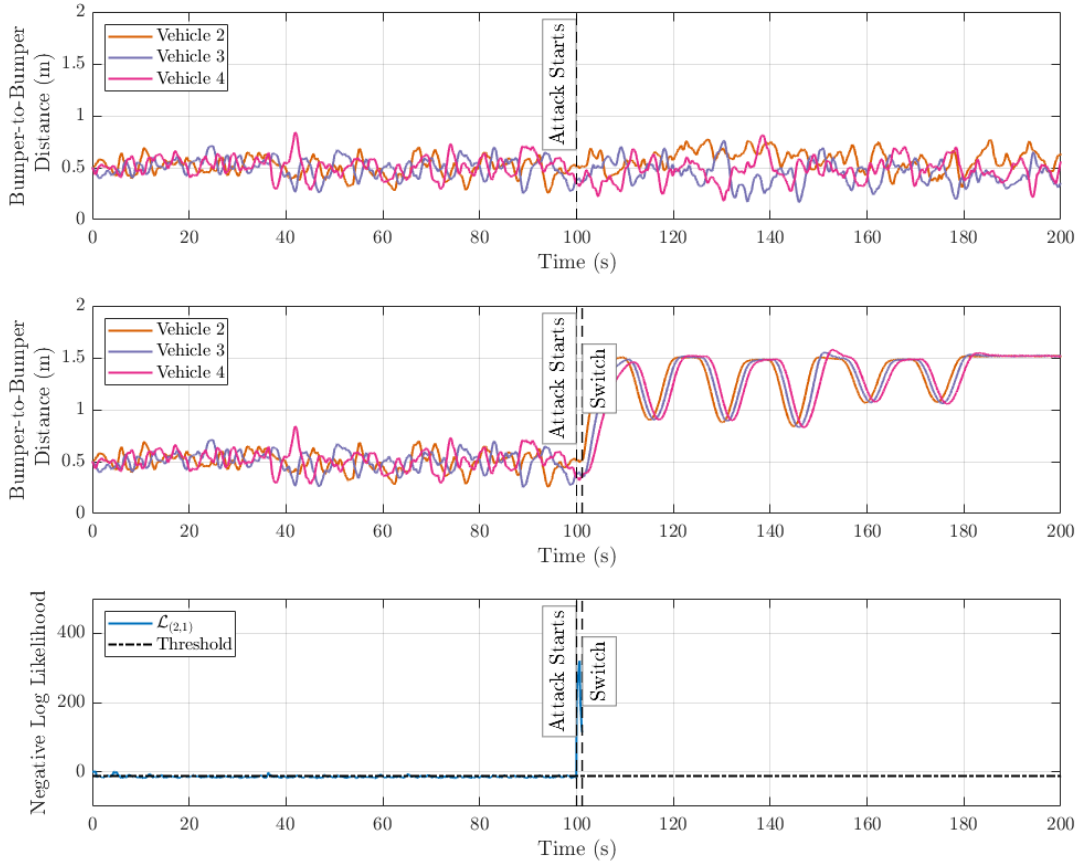 Bumper-to-Bumper
Distance (m)
2
1.5
1
0.5
0
Vehicle 2
Vehicle 3
Vehicle 4
Attack Starts
0 20 40 60 80 100 120 140 160 180 200
Time (s)
Bumper-to-Bumper
Distance (m)
2
1.5
1
0.5
0
Vehicle 2
Vehicle 3
Vehicle 4
Attack Starts
Switch
0 20 40 60 80 100 120 140 160 180 200
Time (s)
Negative Log Likelihood
400
200
0
ℒ(2,1)
Threshold
Attack Starts
Switch
0 20 40 60 80 100 120 140 160 180 200
Time (s)